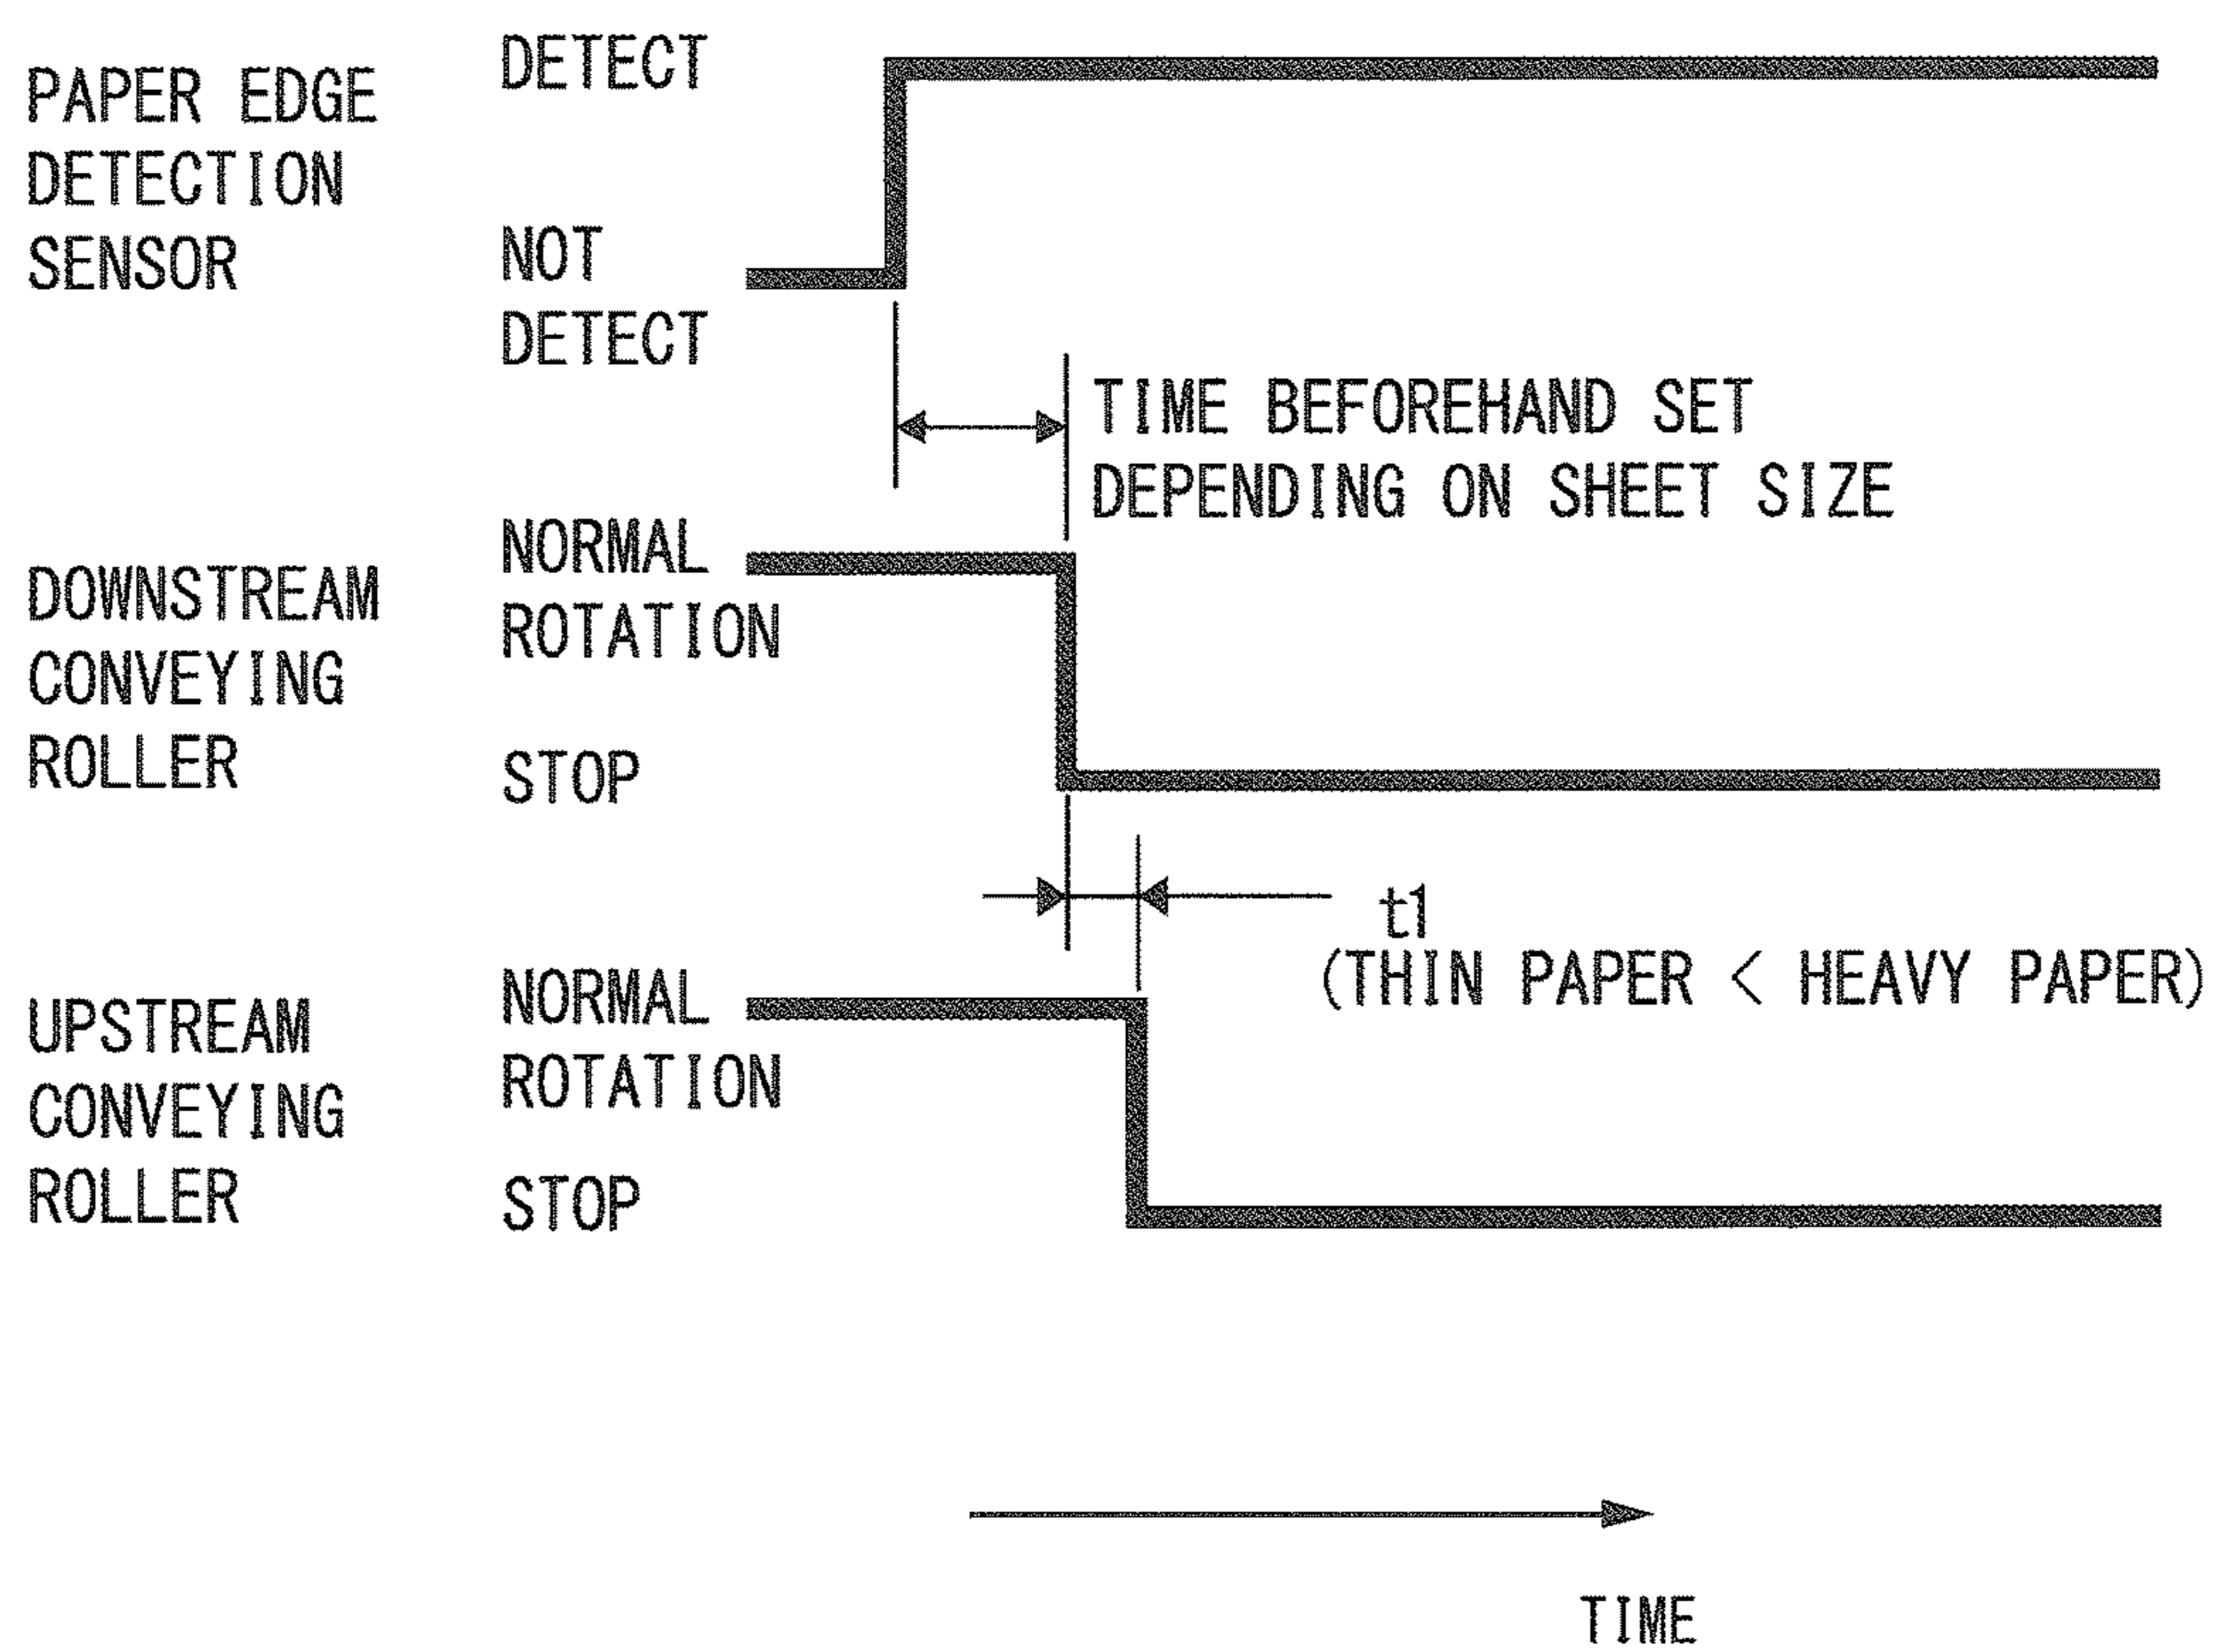 PAPER EDGE
DETECTION
SENSOR
DETECT
NOT
DETECT
TIME BEFOREHAND SET
DEPENDING ON SHEET SIZE
DOWNSTREAM
CONVEYING
ROLLER
NORMAL
ROTATION
STOP
t1
(THIN PAPER < HEAVY PAPER)
UPSTREAM
CONVEYING
ROLLER
NORMAL
ROTATION
STOP
TIME